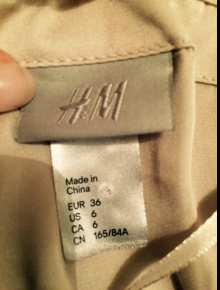 H&M
Made in
China
EUR 36
US 6
CA 6
CN 165/84A